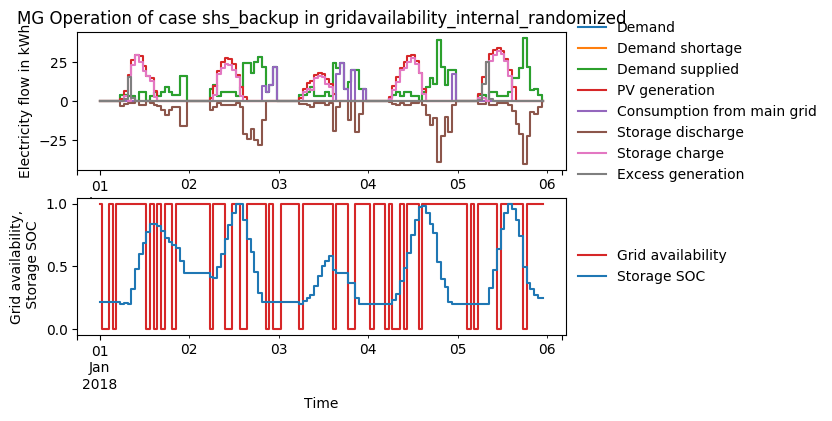 MG Operation of case shs_backup in gridavailability_internal_randomized
Electricity flow in kWh
25
0
−25
01
02
03
04
05
06
Demand
Demand shortage
Demand supplied
PV generation
Consumption from main grid
Storage discharge
Storage charge
Excess generation
Grid availability,
Storage SOC
1.0
0.5
0.0
01
02
03
04
05
06
Jan
2018
Time
Grid availability
Storage SOC